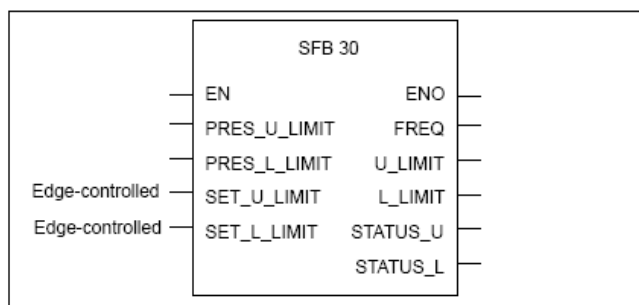 SFB 30
EN ENO
PRES_U_LIMIT FREQ
PRES_L_LIMIT U_LIMIT
Edge-controlled SET_U_LIMIT L_LIMIT
Edge-controlled SET_L_LIMIT STATUS_U
STATUS_L